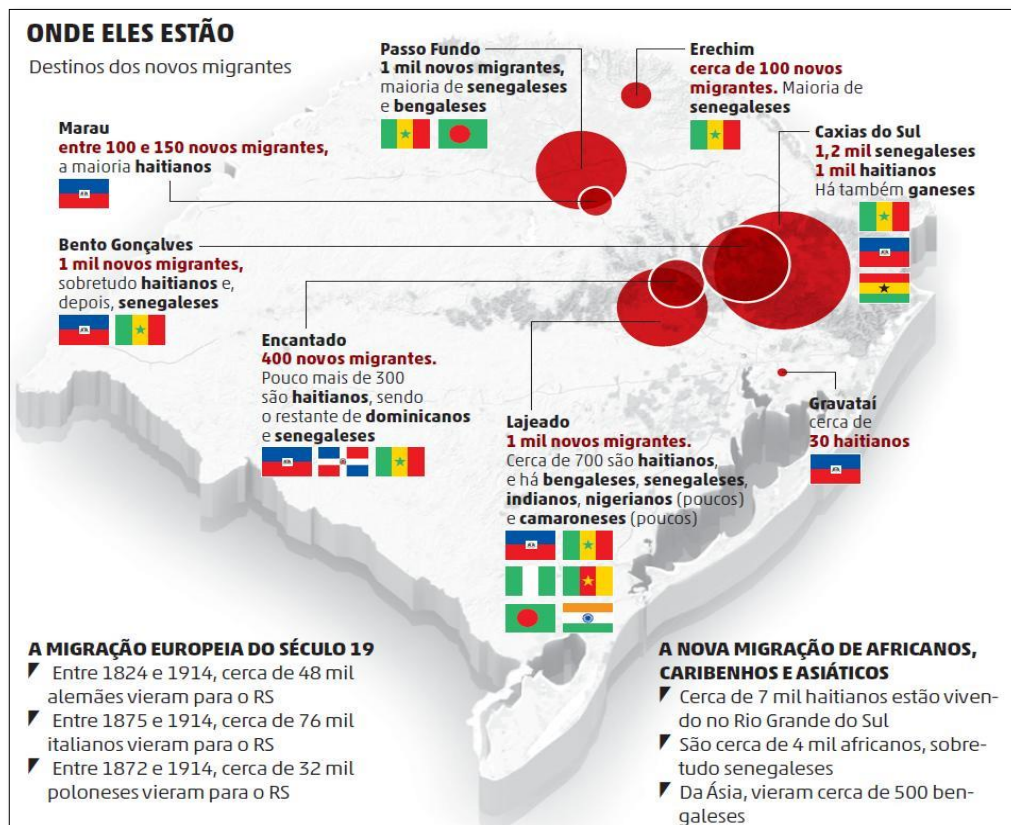 ONDE ELES ESTÃO
Destinos dos novos migrantes
Passo Fundo
1 mil novos migrantes,
maioria de senegaleses
e bengaleses
Erechim
cerca de 100 novos
migrantes. Maioria de
senegaleses
Marau
entre 100 e 150 novos migrantes,
a maioria haitianos
Caxias do Sul
1,2 mil senegaleses
1 mil haitianos
Há também ganeses
Bento Gonçalves
1 mil novos migrantes,
sobretudo haitianos e,
depois, senegaleses
Encantado
400 novos migrantes.
Pouco mais de 300
são haitianos, sendo
o restante de dominicanos
e senegaleses
Lajeado
1 mil novos migrantes.
Cerca de 700 são haitianos,
e há bengaleses, senegaleses,
indianos, nigerianos (poucos)
e camaroneses (poucos)
Gravataí
cerca de
30 haitianos
A MIGRAÇÃO EUROPEIA DO SÉCULO 19
Entre 1824 e 1914, cerca de 48 mil
alemães vieram para o RS
Entre 1875 e 1914, cerca de 76 mil
italianos vieram para o RS
Entre 1872 e 1914, cerca de 32 mil
poloneses vieram para o RS
A NOVA MIGRAÇÃO DE AFRICANOS,
CARIBENHOS E ASIÁTICOS
Cerca de 7 mil haitianos estão viven-
do no Rio Grande do Sul
São cerca de 4 mil africanos, sobre-
tudo senegaleses
Da Ásia, vieram cerca de 500 ben-
galeses